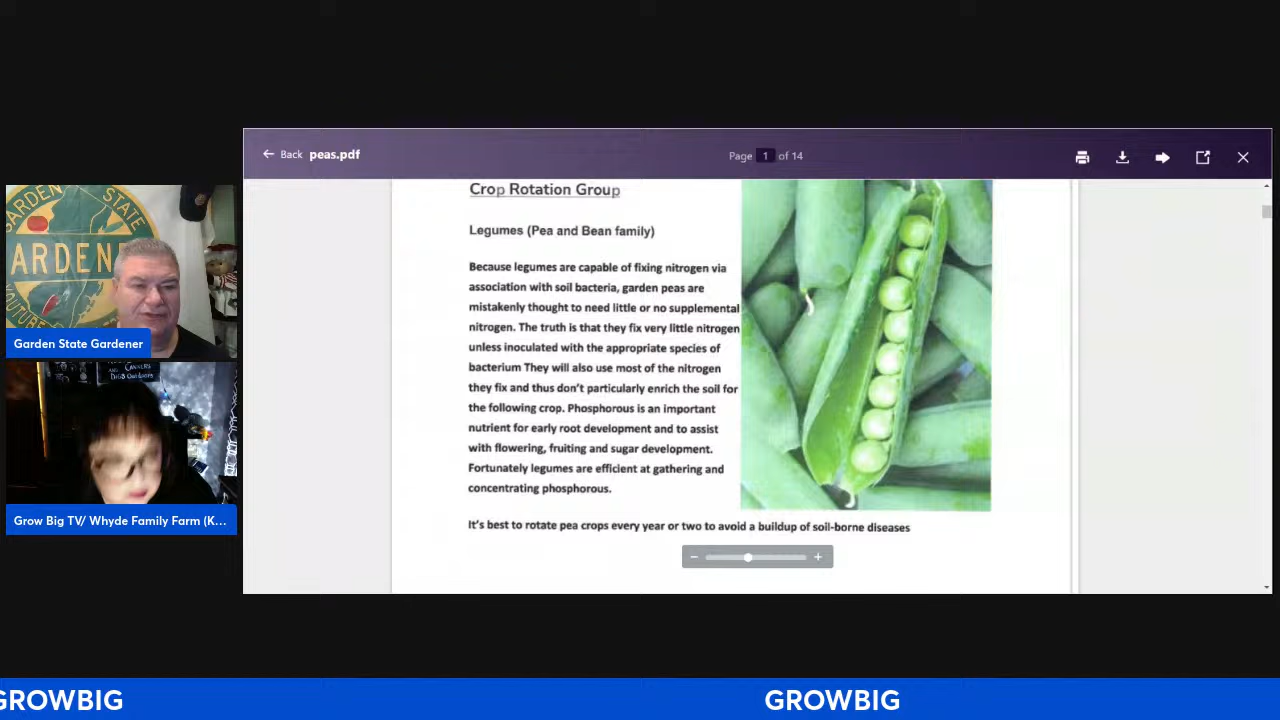 Back peas.pdf
Page 1 of 14
Crop Rotation Group
Legumes (Pea and Bean family)
Because legumes are capable of fixing nitrogen via
association with soil bacteria, garden peas are
mistakenly thought to need little or no supplemental
nitrogen. The truth is that they fix very little nitrogen
unless inoculated with the appropriate species of
bacterium They will also use most of the nitrogen
they fix and thus don't particularly enrich the soil for
the following crop. Phosphorous is an important
nutrient for early root development and to assist
with flowering, fruiting and sugar development.
Fortunately legumes are efficient at gathering and
concentrating phosphorous.
It's best to rotate pea crops every year or two to avoid a buildup of soil-borne diseases
GARDEN STATE
ARDENE
YOUTUBE
Garden State Gardener
AND CANNERS
Grow Big TV/ Whyde Family Farm (K...
GROWBIG
GROWBIG